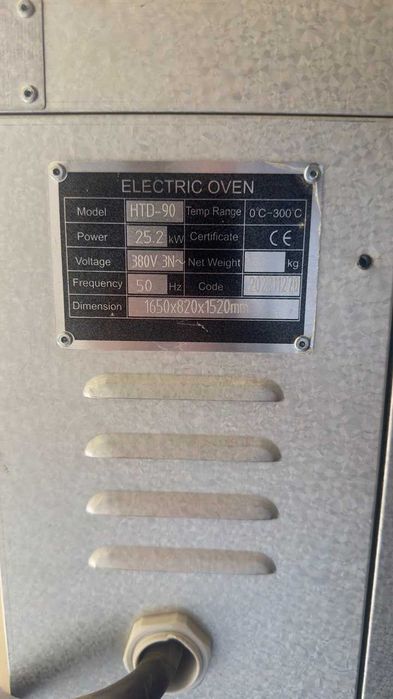 ELECTRIC OVEN
Model HTD-90 Temp Range 0°C-300°C
Power 25.2 kW Certificate CE
Voltage 380V 3N~ Net Weight kg
Frequency 50 Hz Code
Dimension 1650x820x1520mm